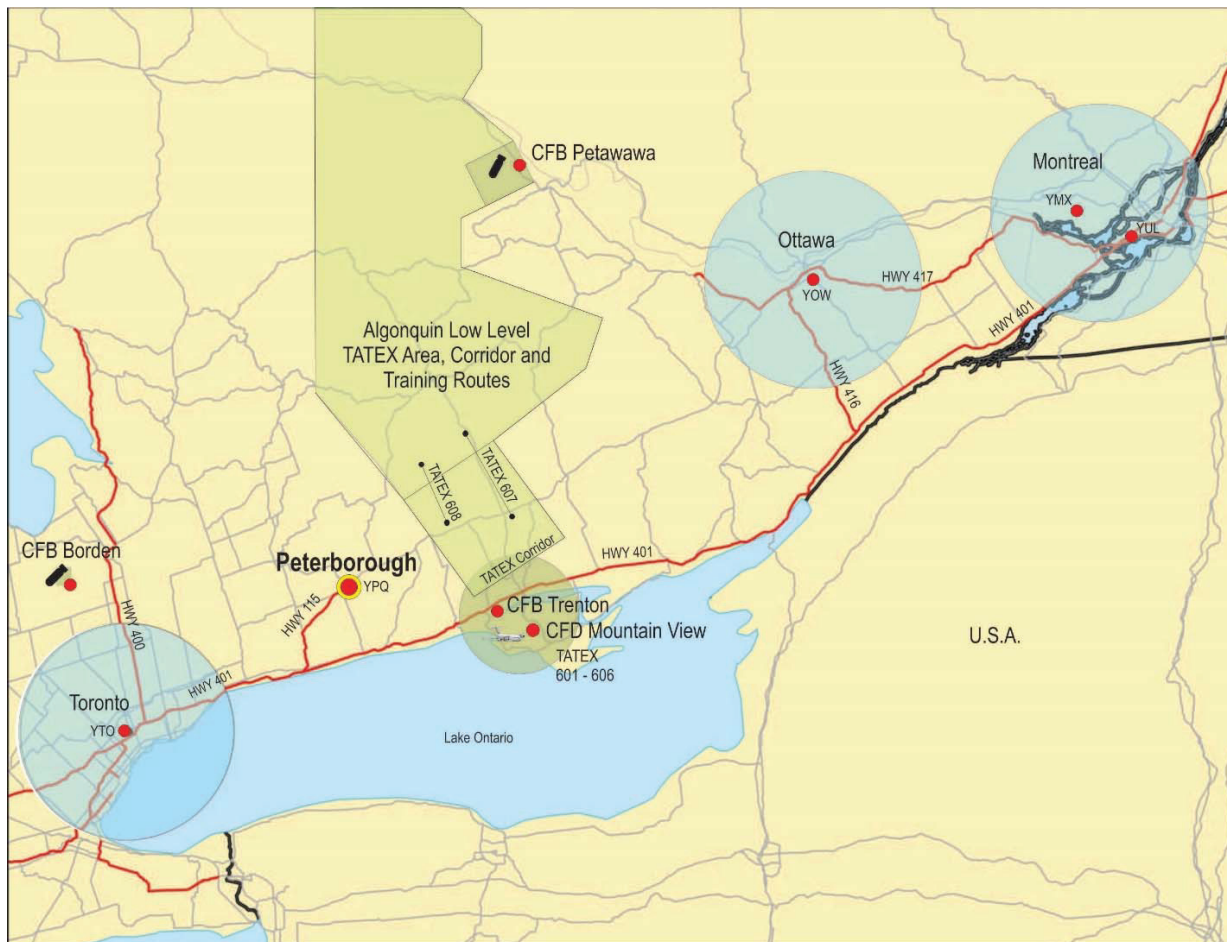 CFB Petawawa
Montreal
YMX
YUL
Ottawa
YOW
HWY 417
HWY 401
HWY 416
Algonquin Low Level
TATEX Area, Corridor and
Training Routes
TATEX 607
TATEX 608
TATEX Corridor
CFB Borden
HWY 400
Peterborough
YPQ
HWY 115
HWY 401
CFB Trenton
CFD Mountain View
TATEX
601 - 606
U.S.A.
HWY 401
Toronto
YTO
Lake Ontario